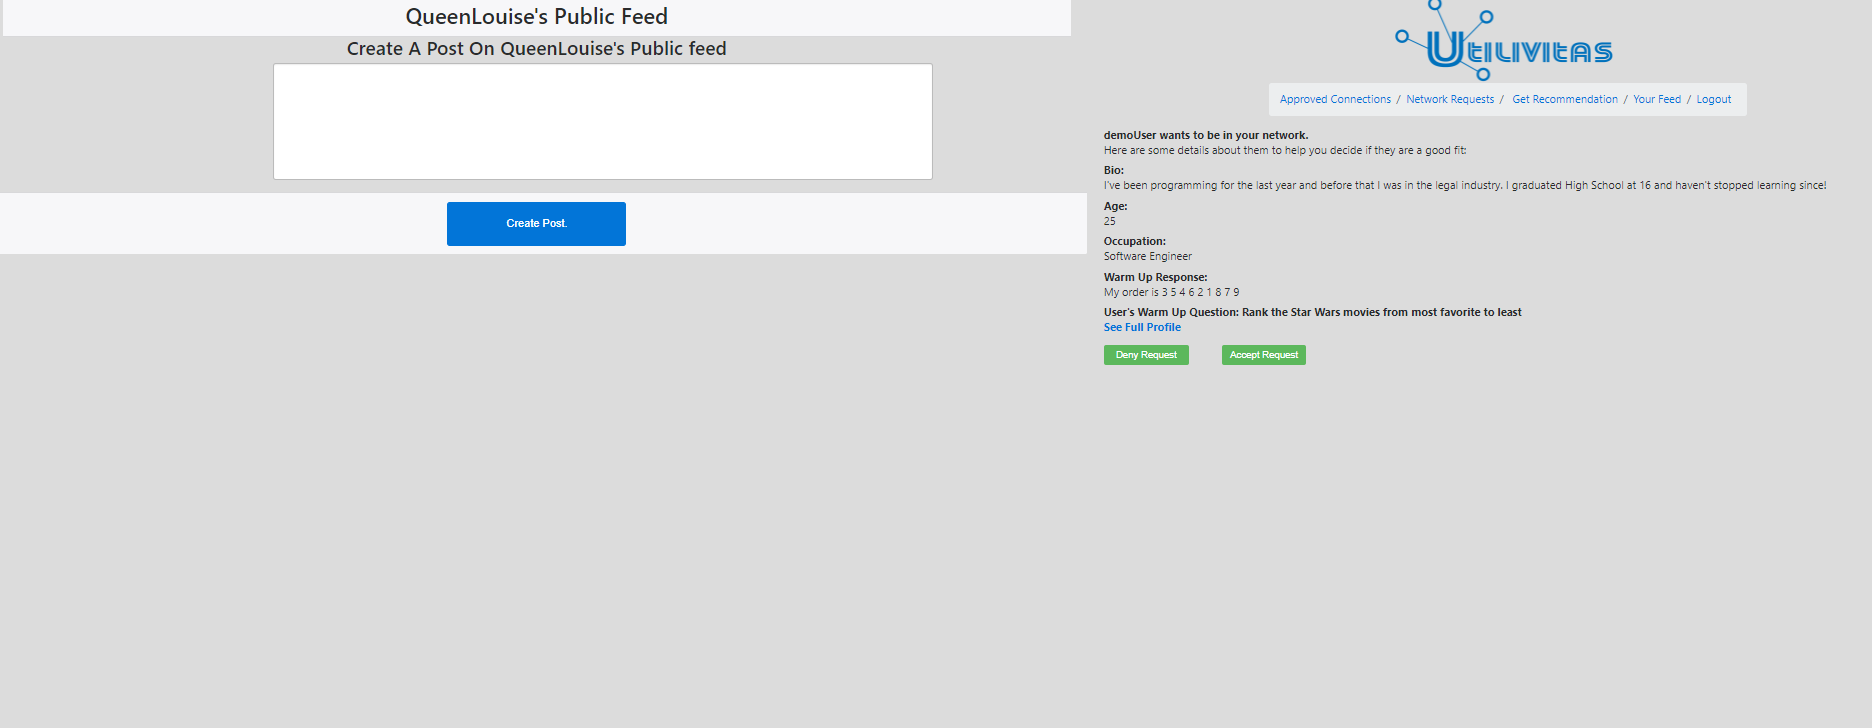 QueenLouise's Public Feed
Create A Post On QueenLouise's Public feed
Create Post.
Utilivitas
Approved Connections / Network Requests / Get Recommendation / Your Feed / Logout
demoUser wants to be in your network.
Here are some details about them to help you decide if they are a good fit:
Bio:
I've been programming for the last year and before that I was in the legal industry. I graduated High School at 16 and haven't stopped learning since!
Age:
25
Occupation:
Software Engineer
Warm Up Response:
My order is 3 5 4 6 2 1 8 7 9
User's Warm Up Question: Rank the Star Wars movies from most favorite to least
See Full Profile
Deny Request Accept Request